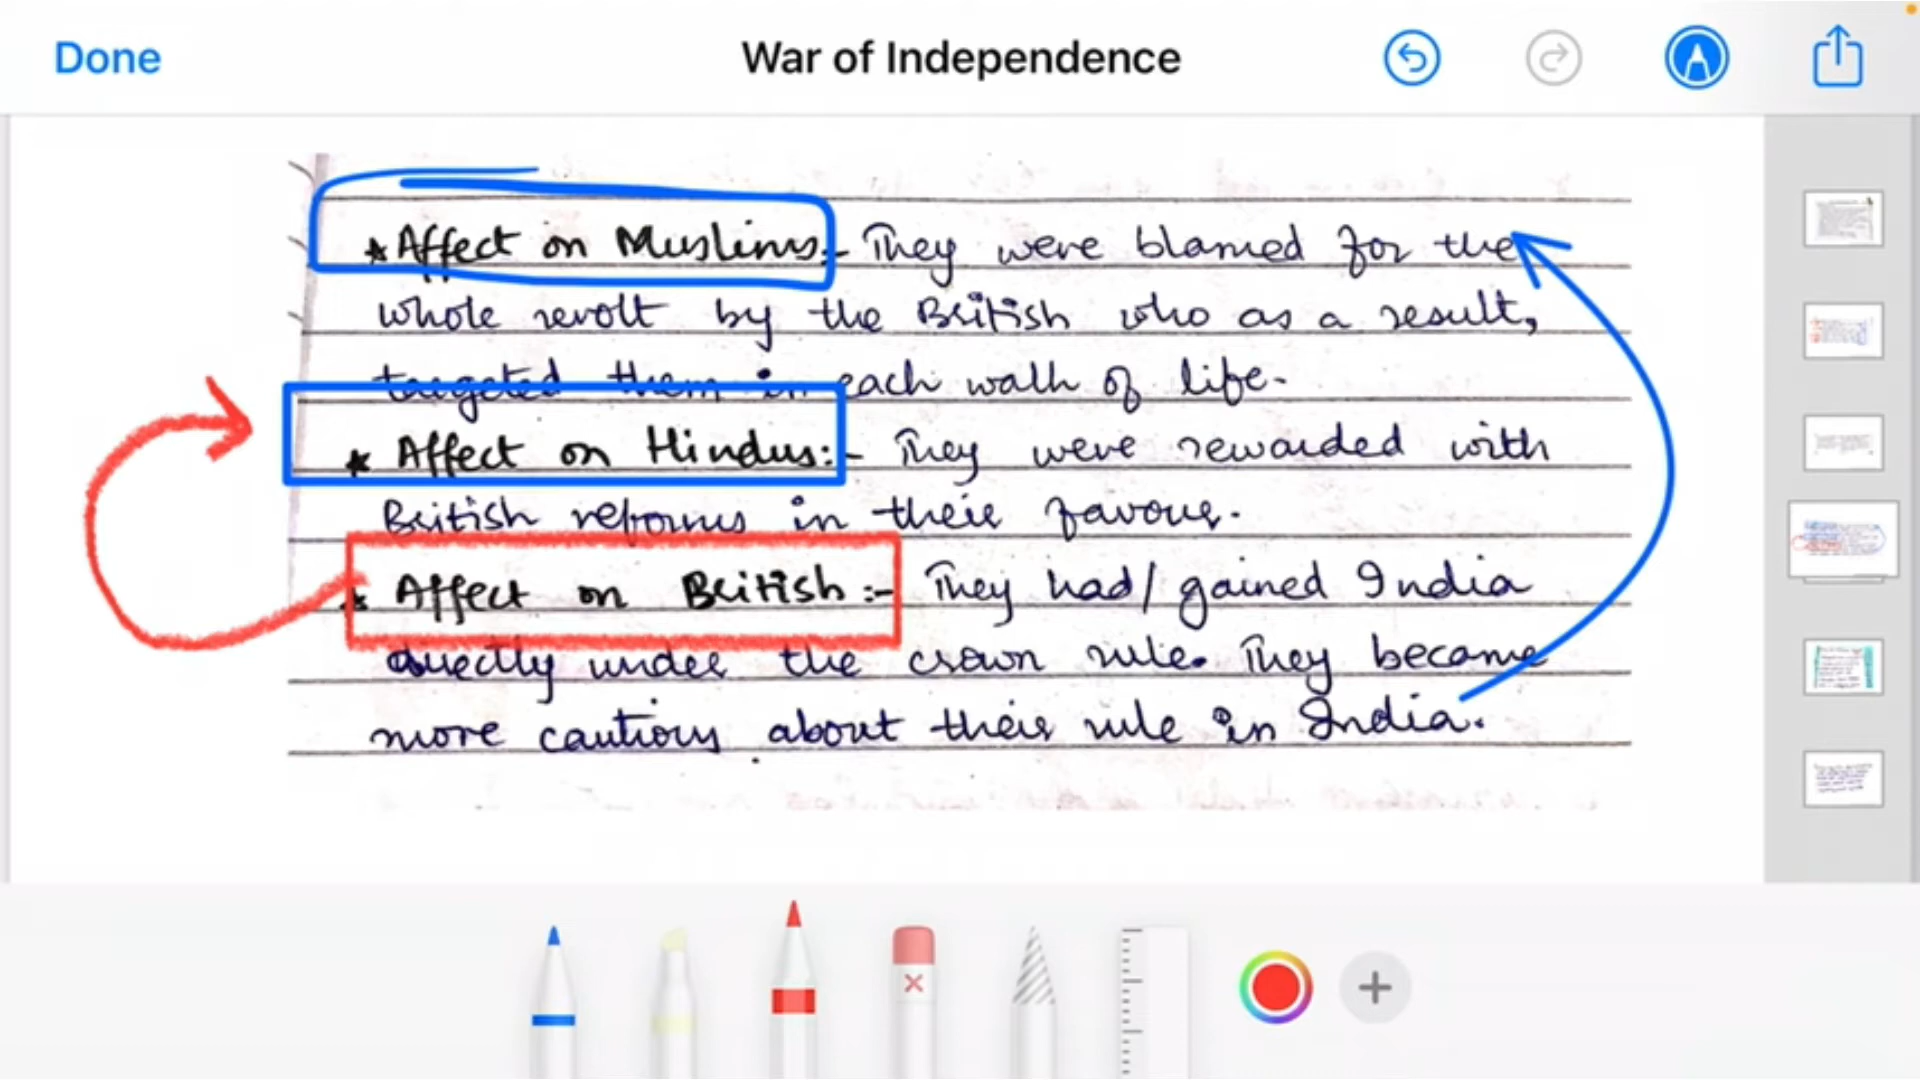 Done
War of Independence
★ Affect on Muslims:- They were blamed for the
whole revolt by the British who as a result,
targeted them in each walk of life.
★ Affect on Hindus:- They were rewarded with
British reforms in their favour.
★ Affect on British:- They had/gained India
directly under the crown rule. They became
more cautious about their rule in India.